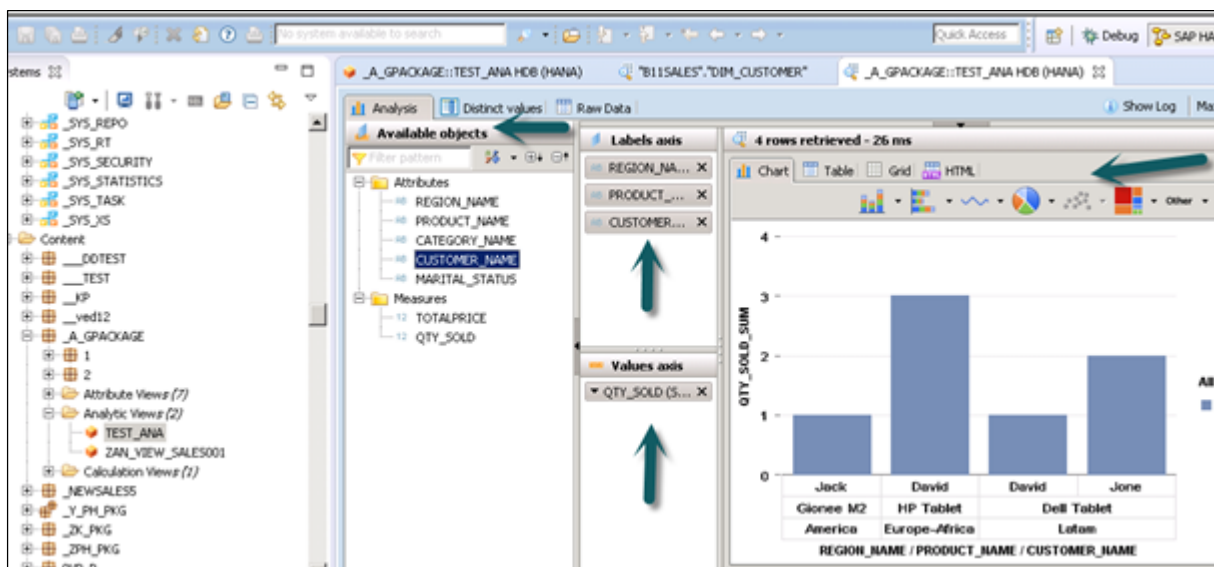 No system available to search
Quick Access
Debug
SAP HA
stems
_A_GPACKAGE::TEST_ANA HDB (HANA)
"B11SALES"."DIM_CUSTOMER"
_A_GPACKAGE::TEST_ANA HDB (HANA)
Analysis
Distinct values
Raw Data
Show Log
Ma
_SYS_REPO
_SYS_RT
_SYS_SECURITY
_SYS_STATISTICS
_SYS_TASK
_SYS_XS
Content
___DDTEST
___TEST
__KP
__ved12
_A_GPACKAGE
1
2
Attribute Views (7)
Analytic Views (2)
TEST_ANA
ZAN_VIEW_SALES001
Calculation Views (1)
_NEWSALES5
_Y_PH_PKG
_ZK_PKG
_ZPH_PKG
Available objects
Filter pattern
Attributes
REGION_NAME
PRODUCT_NAME
CATEGORY_NAME
CUSTOMER_NAME
MARITAL_STATUS
Measures
12 TOTALPRICE
12 QTY_SOLD
Labels axis
REGION_NA... X
PRODUCT_... X
CUSTOMER.... X
Values axis
QTY_SOLD (S... X
4 rows retrieved - 26 ms
Chart
Table
Grid
HTML
Other
4
3
2
1
0
QTY_SOLD_SUM
All
Jack David David Jone
Gionee M2 HP Tablet Dell Tablet
America Europe-Africa Latam
REGION_NAME / PRODUCT_NAME / CUSTOMER_NAME